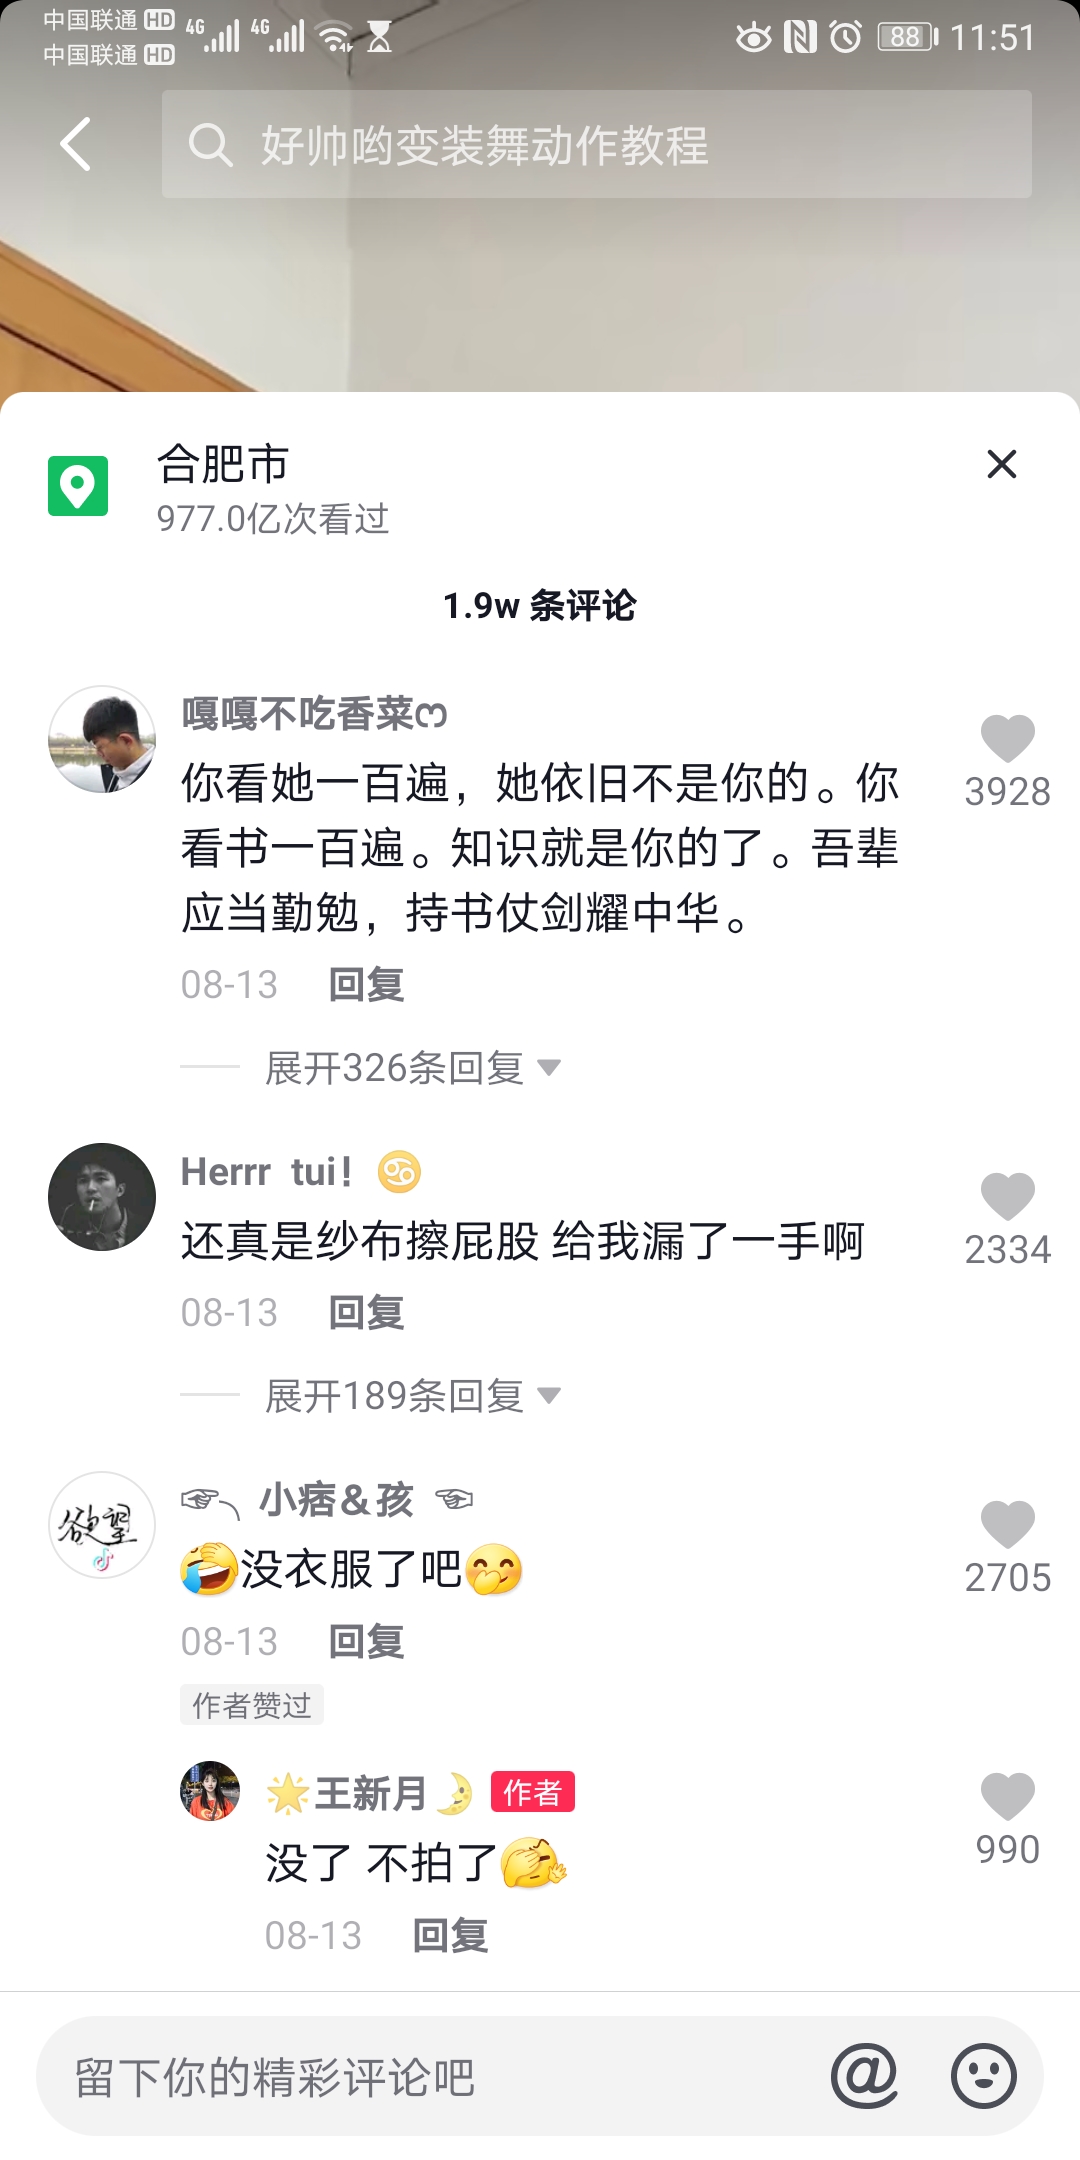 中国联通 HD 4G 4G 88 11:51
中国联通 HD
好帅哟变装舞动作教程
合肥市
977.0亿次看过
1.9w 条评论
嘎嘎不吃香菜ღ
你看她一百遍，她依旧不是你的。你
看书一百遍。知识就是你的了。吾辈
应当勤勉，持书仗剑耀中华。
08-13 回复
展开326条回复
Herrr tui！♋
还真是纱布擦屁股 给我漏了一手啊
08-13 回复
展开189条回复
欲望
☞╮小痞＆孩 ☜
🤣没衣服了吧🤭
08-13 回复
作者赞过
🌟王新月🌛 作者
没了 不拍了
08-13 回复
3928
2334
2705
990
留下你的精彩评论吧 @